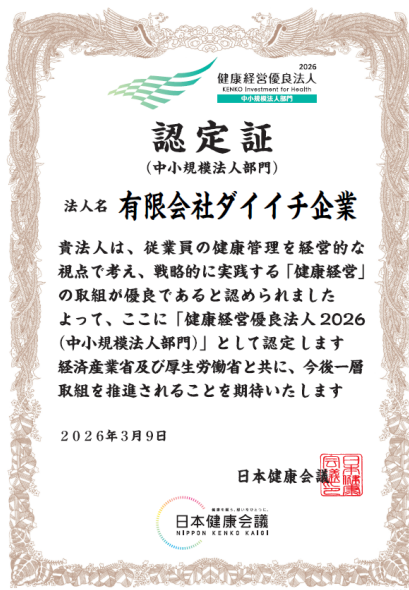 2026
健康経営優良法人
KENKO Investment for Health
中小規模法人部門
認定証
(中小規模法人部門)
法人名 有限会社ダイイチ企業
貴法人は、従業員の健康管理を経営的な
視点で考え、戦略的に実践する「健康経営」
の取組が優良であると認められました
よって、ここに「健康経営優良法人2026
(中小規模法人部門)」として認定します
経済産業省及び厚生労働省と共に、今後一層
取組を推進されることを期待いたします
2026年3月9日
日本健康会議
日本健康会議
NIPPON KENKO KAIGI